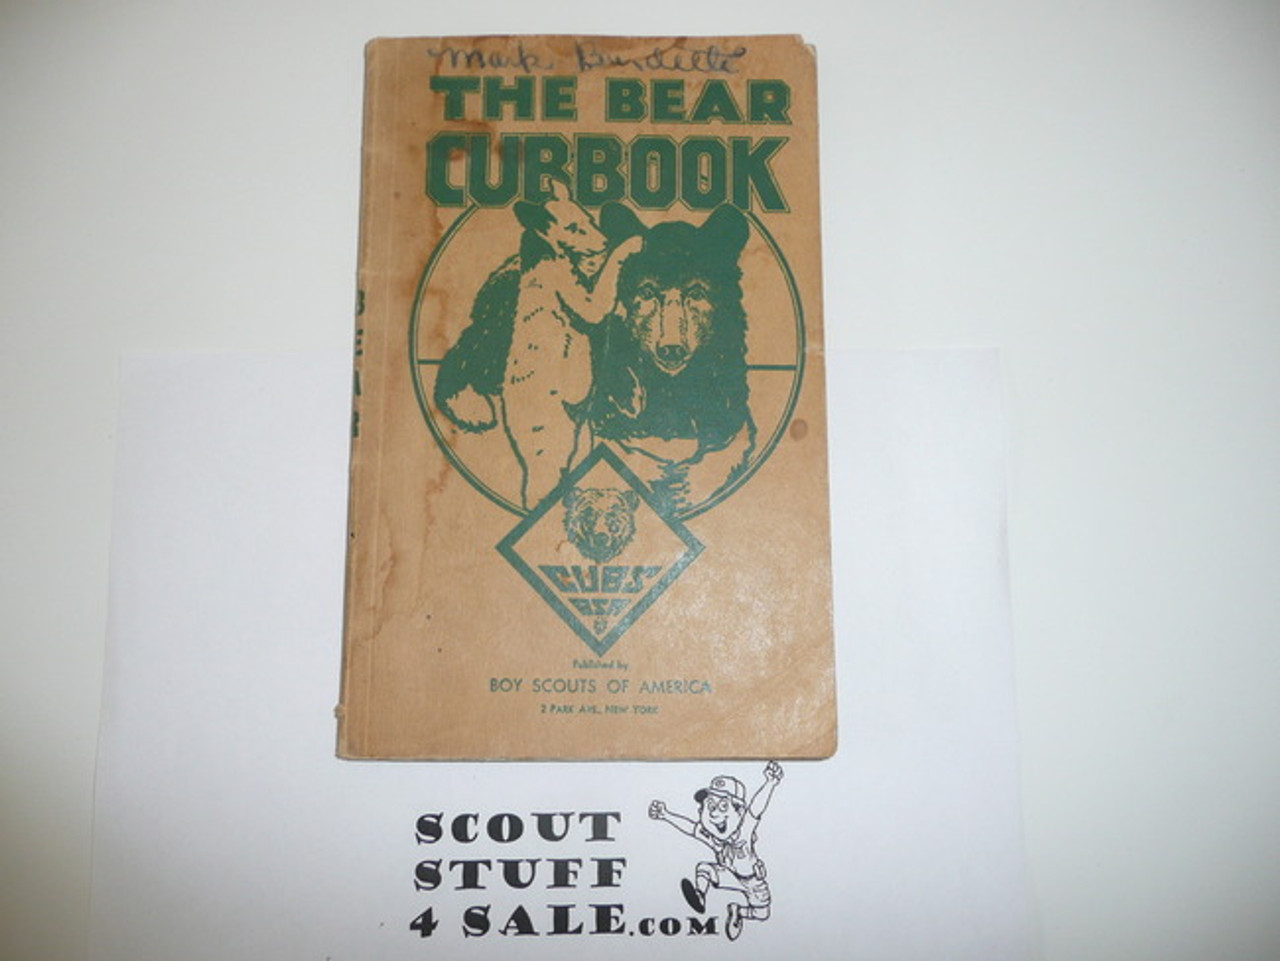 Mark Burdette
THE BEAR
CUBBOOK
BEAR
CUBS
BSA
Published by
BOY SCOUTS OF AMERICA
2 PARK AVE., NEW YORK
SCOUT
STUFF
4 SALE.COM